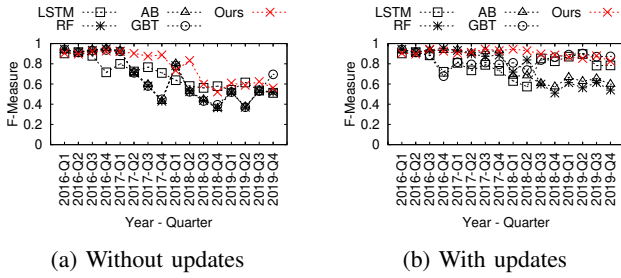 LSTM AB Ours
RF GBT
F-Measure
1
0.8
0.6
0.4
0.2
0
2016-Q1
2016-Q2
2016-Q3
2016-Q4
2017-Q1
2017-Q2
2017-Q3
2017-Q4
2018-Q1
2018-Q2
2018-Q3
2018-Q4
2019-Q1
2019-Q2
2019-Q3
2019-Q4
Year - Quarter
(a) Without updates
LSTM AB Ours
RF GBT
F-Measure
1
0.8
0.6
0.4
0.2
0
2016-Q1
2016-Q2
2016-Q3
2016-Q4
2017-Q1
2017-Q2
2017-Q3
2017-Q4
2018-Q1
2018-Q2
2018-Q3
2018-Q4
2019-Q1
2019-Q2
2019-Q3
2019-Q4
Year - Quarter
(b) With updates